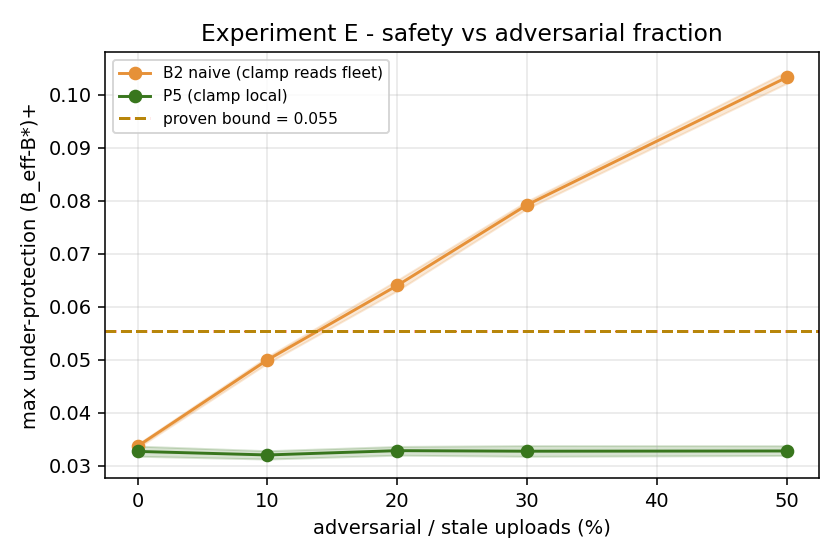 Experiment E - safety vs adversarial fraction
B2 naive (clamp reads fleet)
P5 (clamp local)
proven bound = 0.055
max under-protection (B_eff-B*)+
0.10
0.09
0.08
0.07
0.06
0.05
0.04
0.03
0 10 20 30 40 50
adversarial / stale uploads (%)